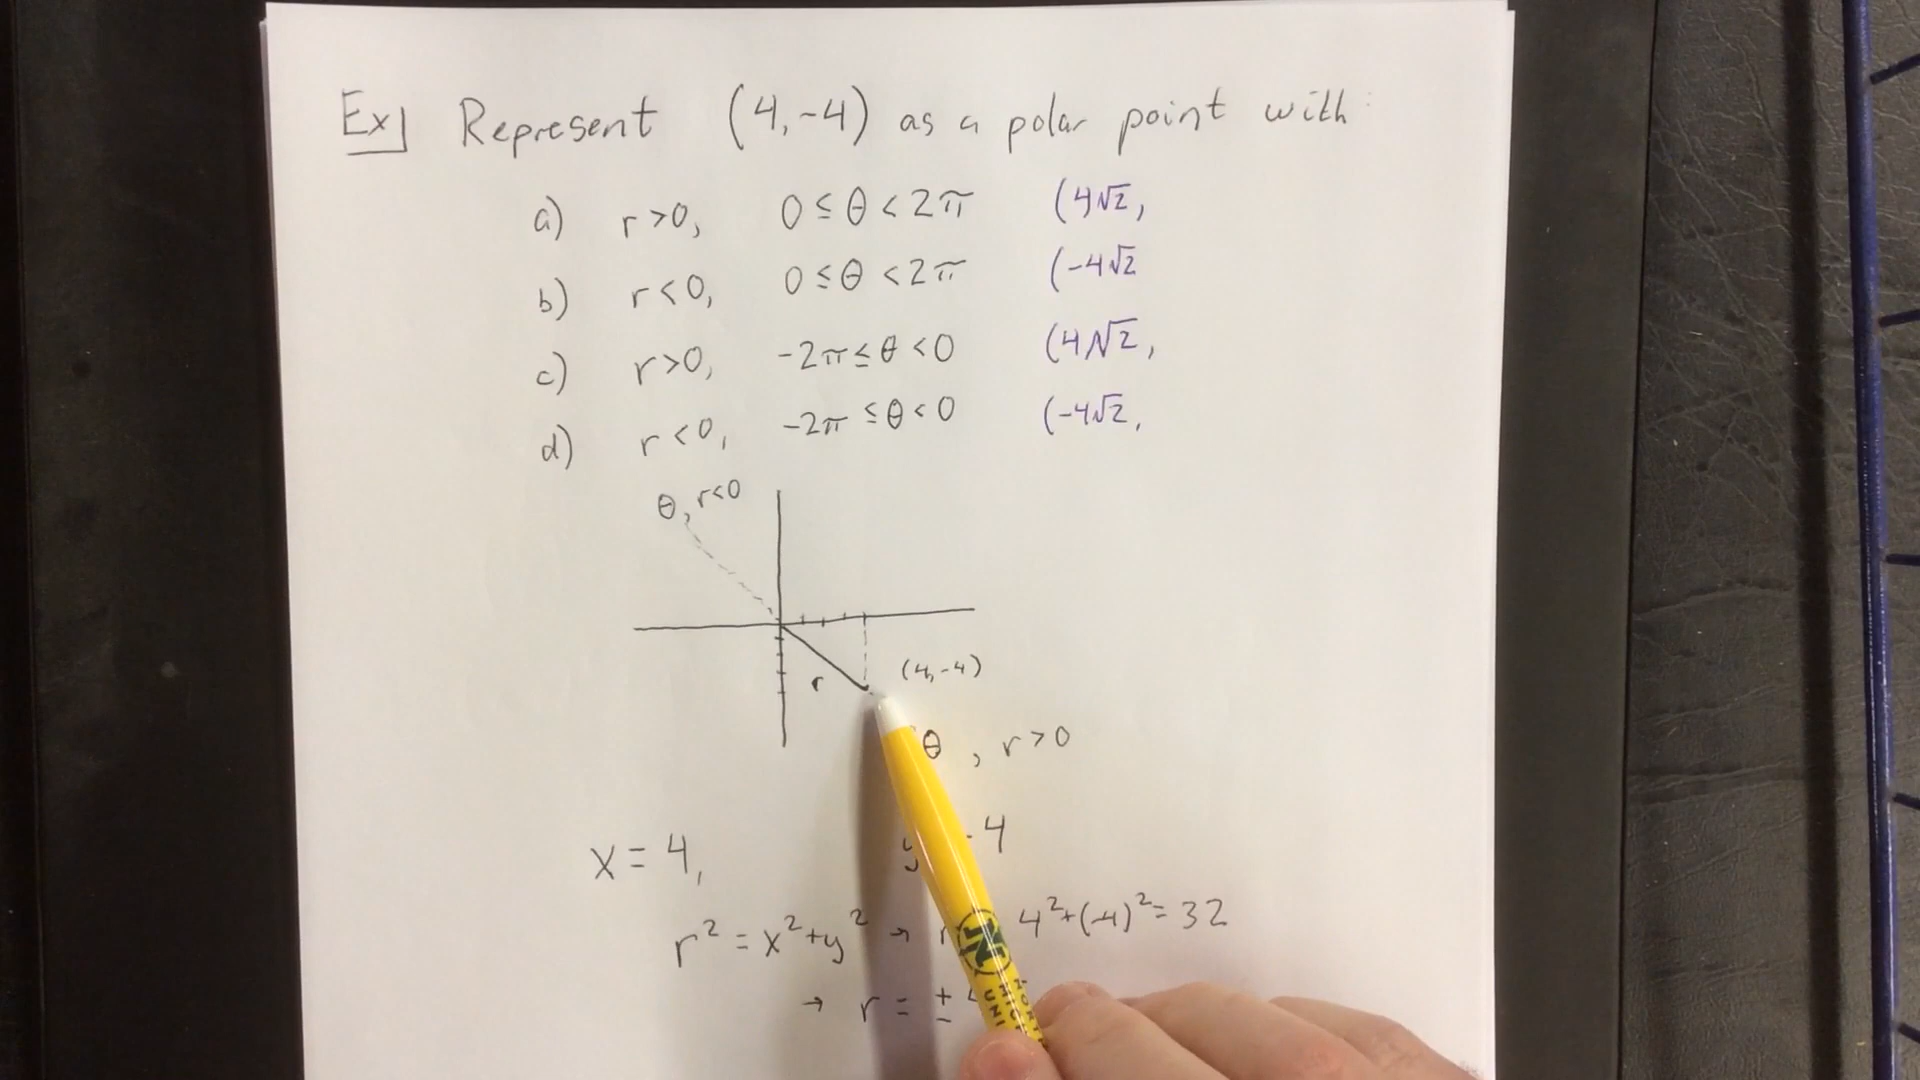 Ex] Represent (4,-4) as a polar point with:
a) r>0, 0≤θ<2π (4√2,
b) r<0, 0≤θ<2π (-4√2
c) r>0, -2π≤θ<0 (4√2,
d) r<0, -2π≤θ<0 (-4√2,
θ, r<0
(4,-4)
r
θ, r>0
x=4, y -4
r²=x²+y² → r 4²+(-4)²=32
→ r=±4
N